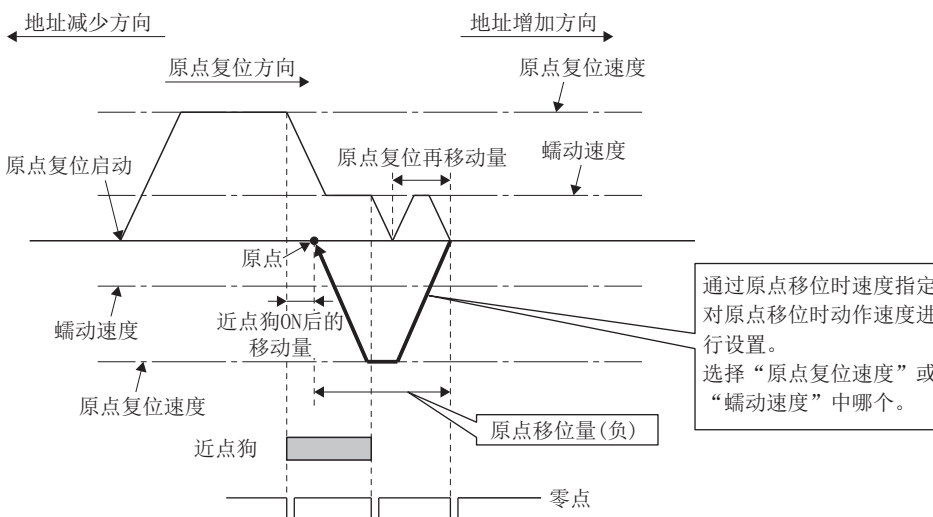 地址减少方向
地址增加方向
原点复位方向
原点复位速度
原点复位再移动量
蠕动速度
原点复位启动
原点
近点狗ON后的
移动量
蠕动速度
原点复位速度
通过原点移位时速度指定
对原点移位时动作速度进
行设置。
选择“原点复位速度”或
“蠕动速度”中哪个。
原点移位量(负)
近点狗
零点